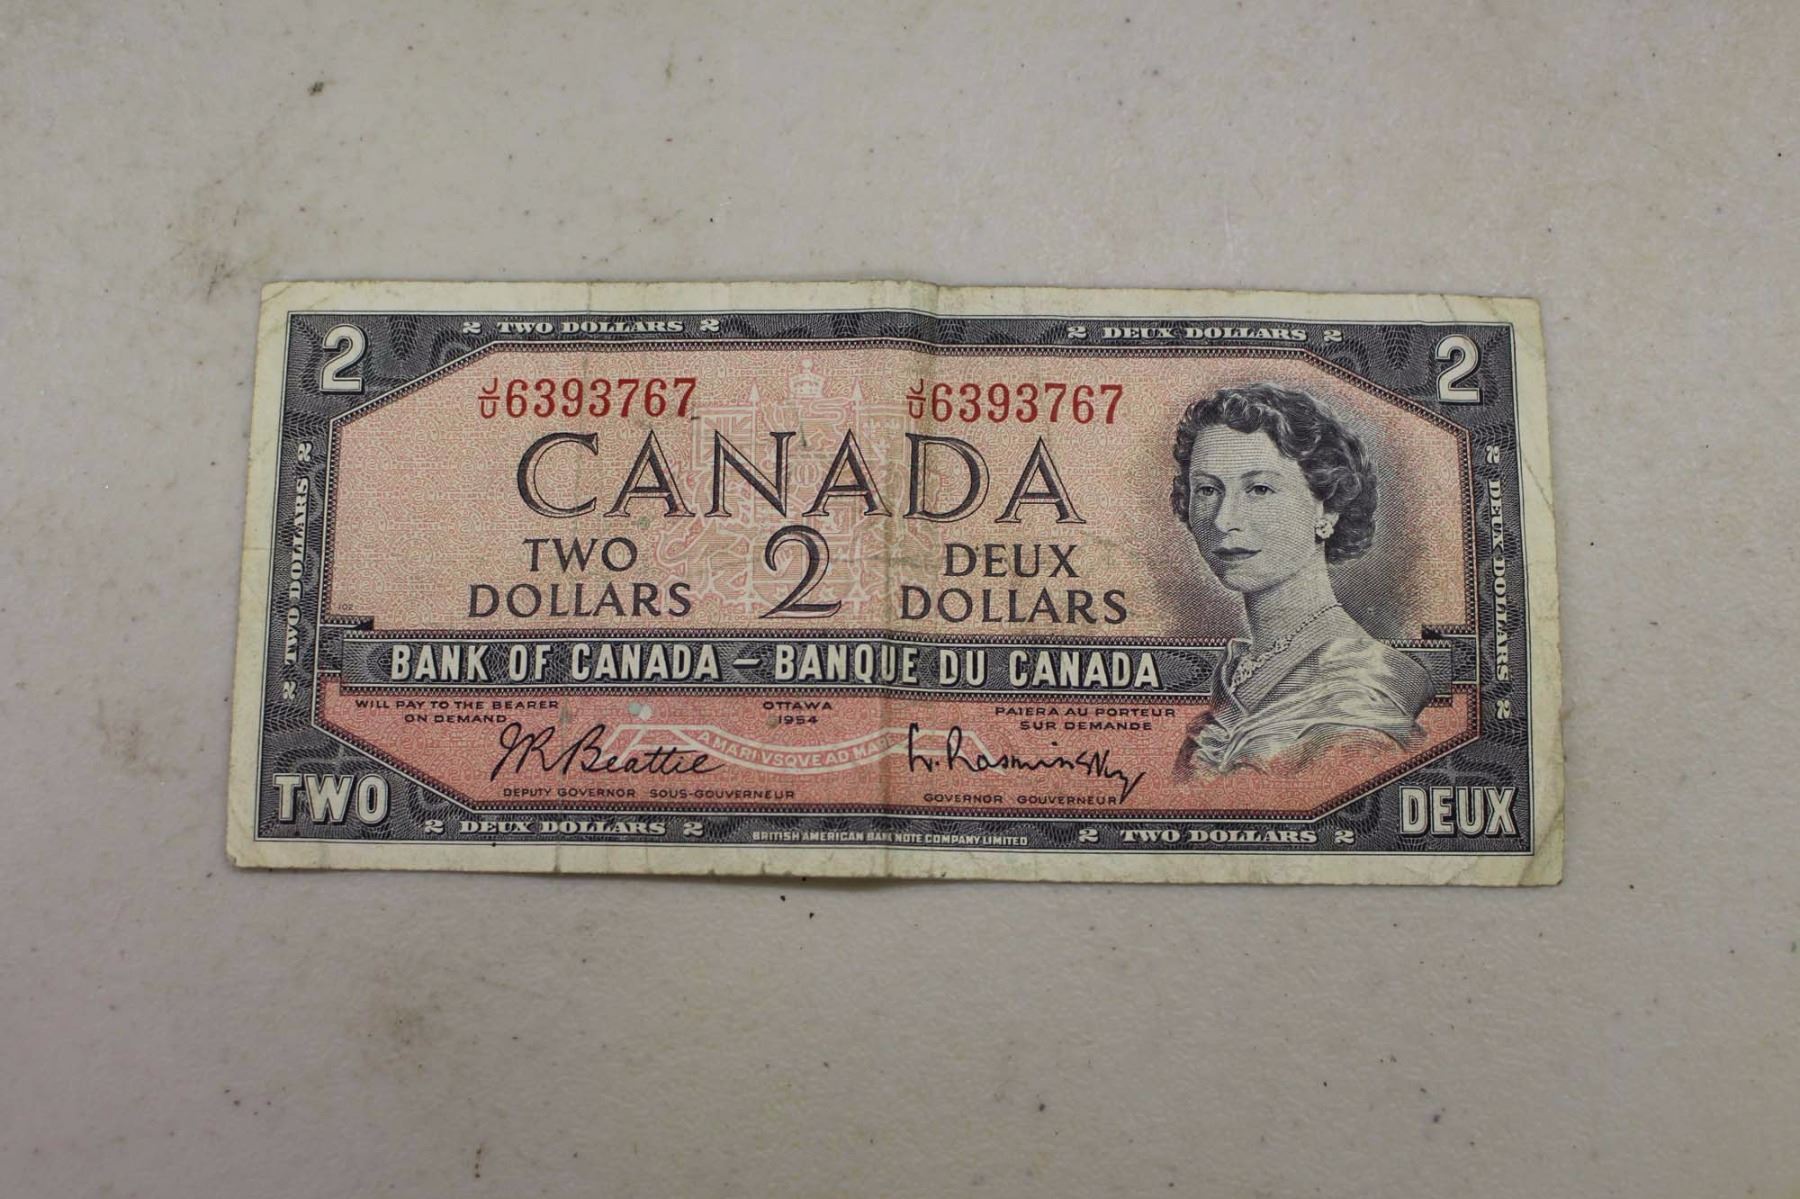 2 2 TWO DOLLARS 2 2 DEUX DOLLARS 2 2
J/U 6393767 J/U 6393767
CANADA
TWO 2 DEUX
DOLLARS DOLLARS
2 TWO DOLLARS 2
2 DEUX DOLLARS 2
102
BANK OF CANADA – BANQUE DU CANADA
WILL PAY TO THE BEARER OTTAWA PAIERA AU PORTEUR
ON DEMAND 1954 SUR DEMANDE
J R Beattie A MARI VSQVE AD MARE L. Rasminsky
DEPUTY GOVERNOR SOUS-GOUVERNEUR GOVERNOR GOUVERNEUR
TWO DEUX
2 DEUX DOLLARS 2 BRITISH AMERICAN BANK NOTE COMPANY LIMITED 2 TWO DOLLARS 2